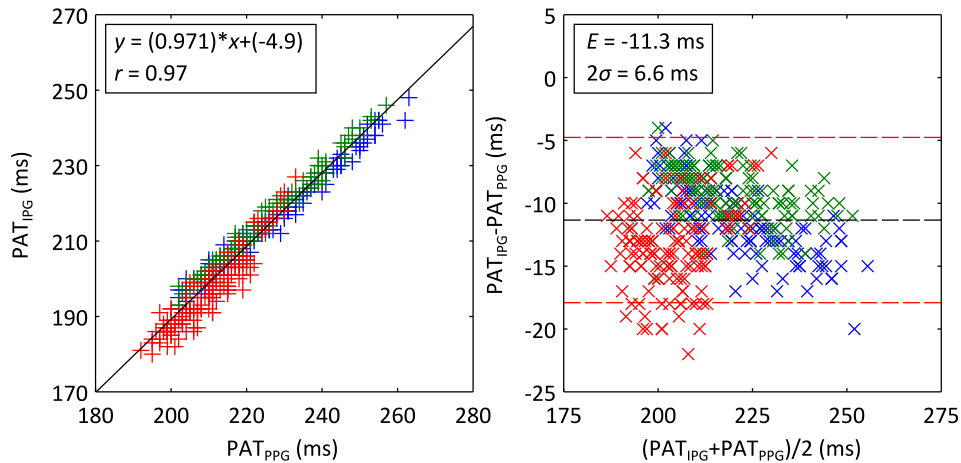 y = (0.971)*x+(-4.9)
r = 0.97
270
250
230
210
190
170
180 200 220 240 260 280
PAT_IPG (ms)
PAT_PPG (ms)
E = -11.3 ms
2σ = 6.6 ms
5
0
-5
-10
-15
-20
25
175 200 225 255 275
PAT_IPG-PAT_PPG (ms)
(PAT_IPG+PAT_PPG)/2 (ms)